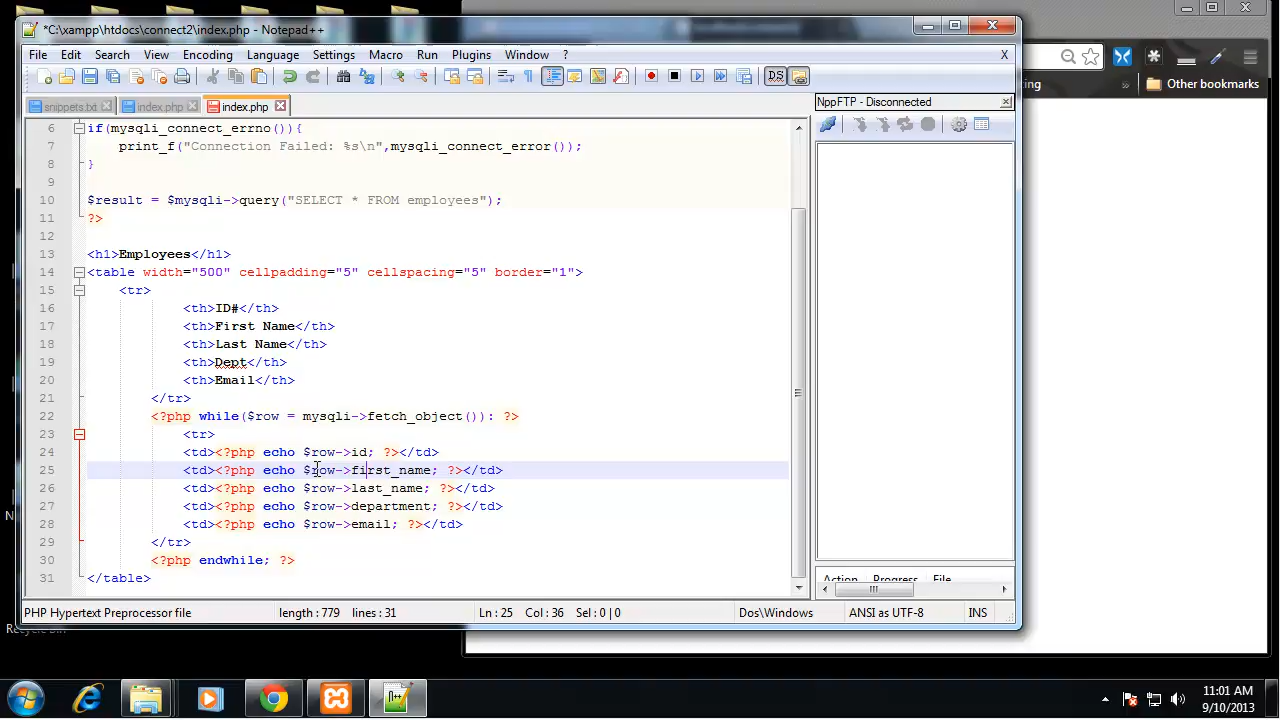 *C:\xampp\htdocs\connect2\index.php - Notepad++
File Edit Search View Encoding Language Settings Macro Run Plugins Window ? X
snippets.txt index.php index.php
NppFTP - Disconnected
ing » Other bookmarks
6 if(mysqli_connect_errno()){
7 print_f("Connection Failed: %s\n",mysqli_connect_error());
8 }
9
10 $result = $mysqli->query("SELECT * FROM employees");
11 ?>
12
13 <h1>Employees</h1>
14 <table width="500" cellpadding="5" cellspacing="5" border="1">
15 <tr>
16 <th>ID#</th>
17 <th>First Name</th>
18 <th>Last Name</th>
19 <th>Dept</th>
20 <th>Email</th>
21 </tr>
22 <?php while($row = mysqli->fetch_object()): ?>
23 <tr>
24 <td><?php echo $row->id; ?></td>
25 <td><?php echo $row->first_name; ?></td>
26 <td><?php echo $row->last_name; ?></td>
27 <td><?php echo $row->department; ?></td>
28 <td><?php echo $row->email; ?></td>
29 </tr>
30 <?php endwhile; ?>
31 </table>
Action Progress File
PHP Hypertext Preprocessor file length : 779 lines : 31 Ln : 25 Col : 36 Sel : 0 | 0 Dos\Windows ANSI as UTF-8 INS
Recycle Bin
11:01 AM
9/10/2013